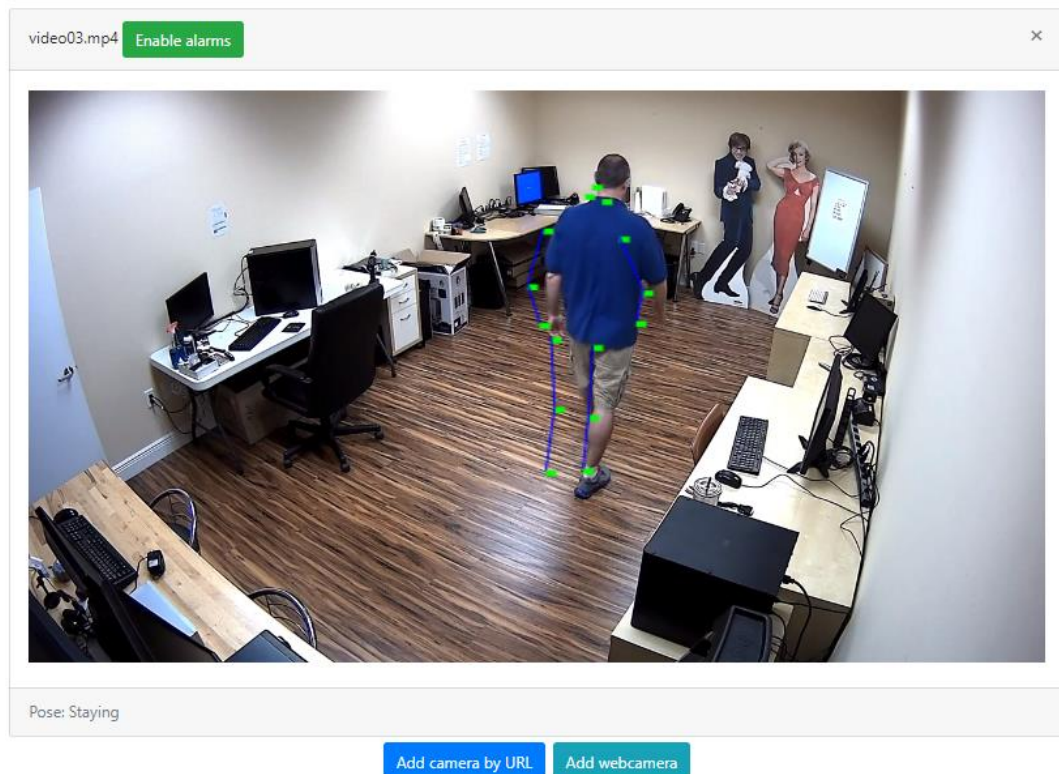 video03.mp4 Enable alarms ×
Pose: Staying
Add camera by URL Add webcamera